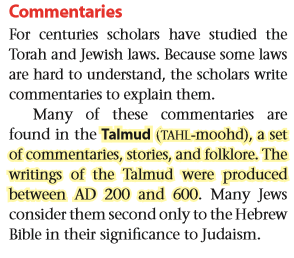 Commentaries
For centuries scholars have studied the
Torah and Jewish laws. Because some laws
are hard to understand, the scholars write
commentaries to explain them.
Many of these commentaries are
found in the Talmud (TAHL-moohd), a set
of commentaries, stories, and folklore. The
writings of the Talmud were produced
between AD 200 and 600. Many Jews
consider them second only to the Hebrew
Bible in their significance to Judaism.